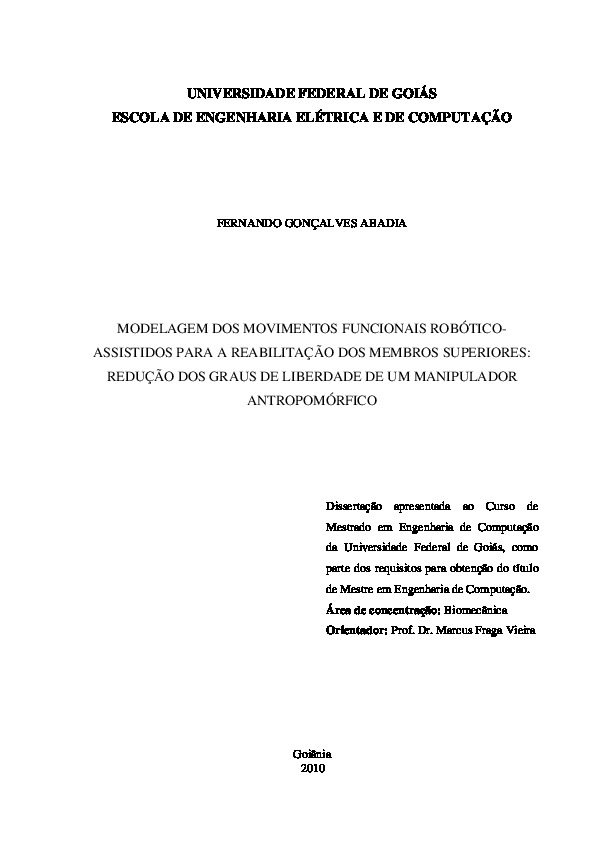 UNIVERSIDADE FEDERAL DE GOIÁS
ESCOLA DE ENGENHARIA ELÉTRICA E DE COMPUTAÇÃO
FERNANDO GONÇALVES ABADIA
MODELAGEM DOS MOVIMENTOS FUNCIONAIS ROBÓTICO-
ASSISTIDOS PARA A REABILITAÇÃO DOS MEMBROS SUPERIORES:
REDUÇÃO DOS GRAUS DE LIBERDADE DE UM MANIPULADOR
ANTROPOMÓRFICO
Dissertação apresentada ao Curso de
Mestrado em Engenharia de Computação
da Universidade Federal de Goiás, como
parte dos requisitos para obtenção do título
de Mestre em Engenharia de Computação.
Área de concentração: Biomecânica
Orientador: Prof. Dr. Marcus Fraga Vieira
Goiânia
2010